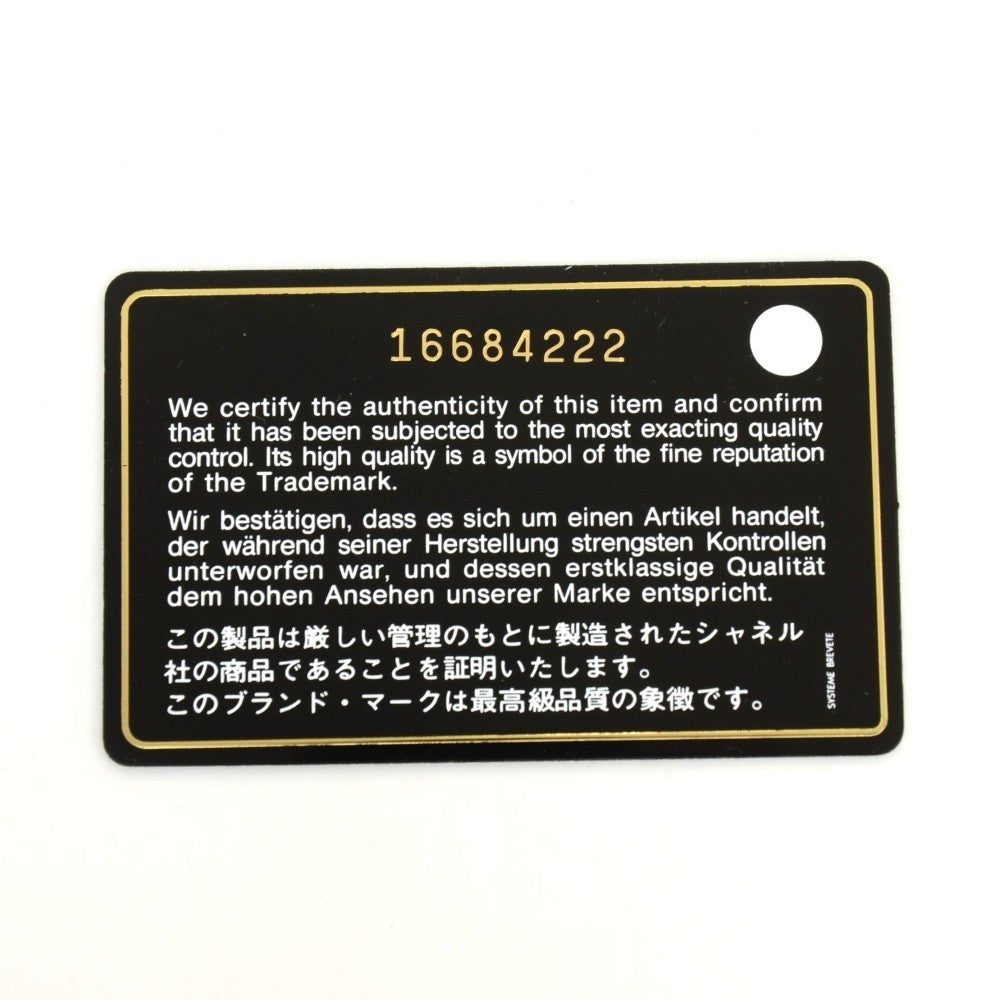 16684222
We certify the authenticity of this item and confirm
that it has been subjected to the most exacting quality
control. Its high quality is a symbol of the fine reputation
of the Trademark.
Wir bestätigen, dass es sich um einen Artikel handelt,
der während seiner Herstellung strengsten Kontrollen
unterworfen war, und dessen erstklassige Qualität
dem hohen Ansehen unserer Marke entspricht.
この製品は厳しい管理のもとに製造されたシャネル
社の商品であることを証明いたします。
このブランド・マークは最高級品質の象徴です。
SYSTEME BREVETE